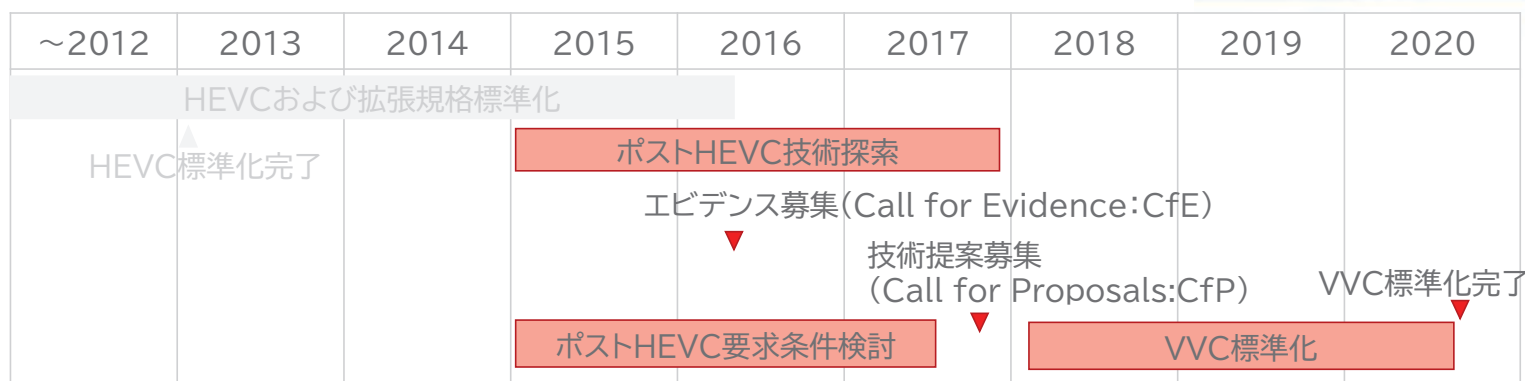 ～2012 2013 2014 2015 2016 2017 2018 2019 2020
HEVCおよび拡張規格標準化
HEVC標準化完了
ポストHEVC技術探索
エビデンス募集(Call for Evidence:CfE)
技術提案募集
(Call for Proposals:CfP)
VVC標準化完了
ポストHEVC要求条件検討
VVC標準化